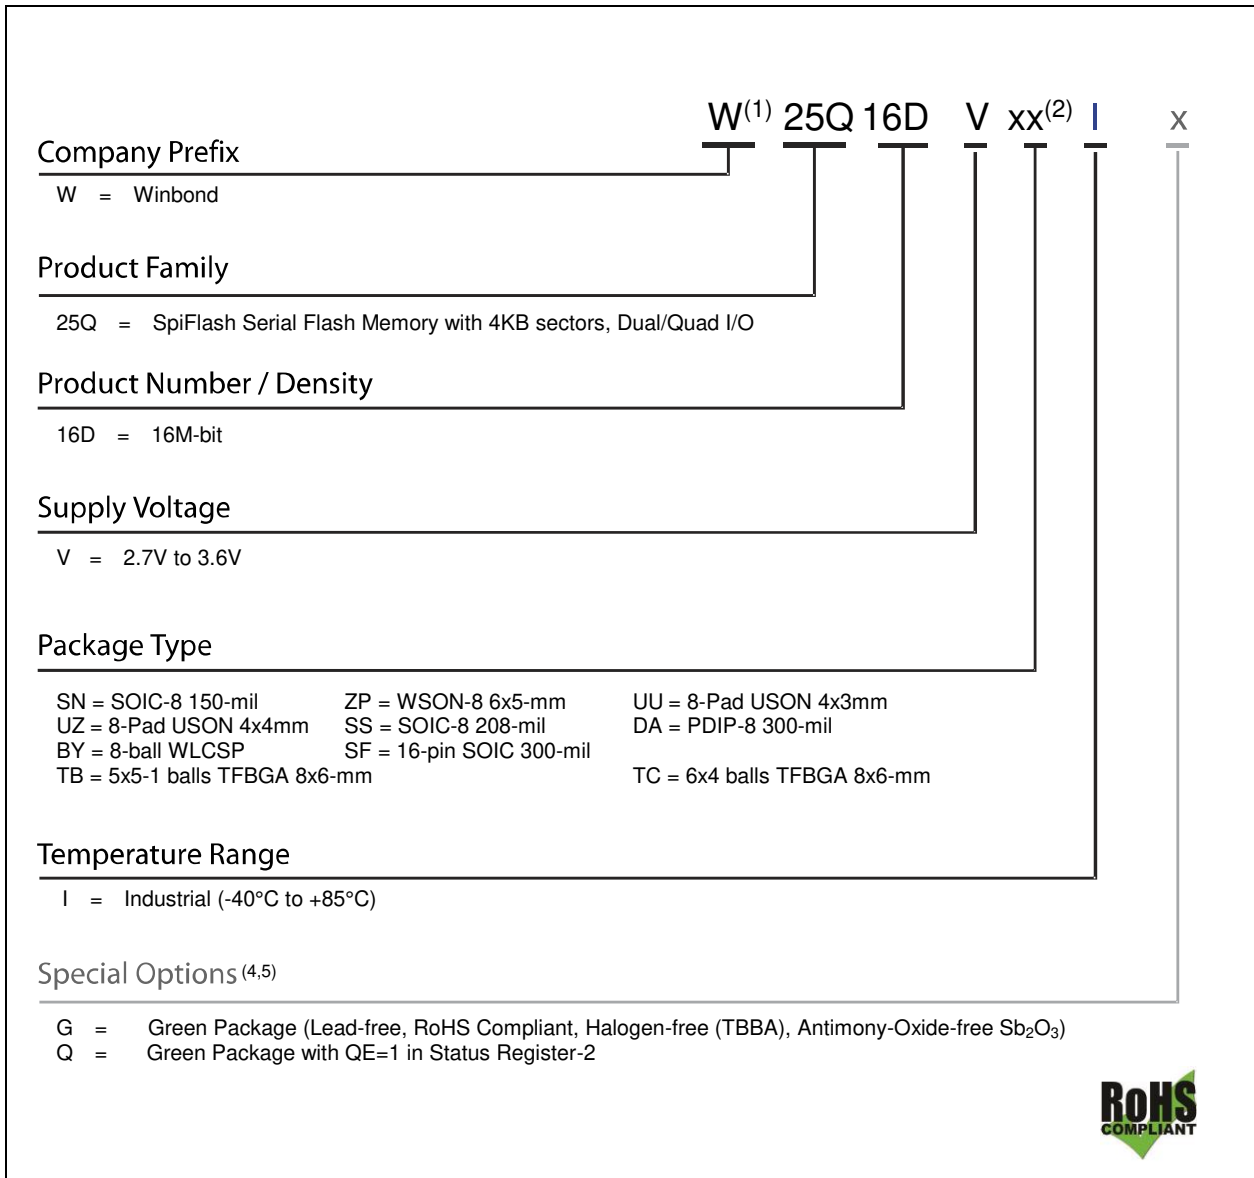 W(1) 25Q 16D V xx(2) I x
Company Prefix
W = Winbond
Product Family
25Q = SpiFlash Serial Flash Memory with 4KB sectors, Dual/Quad I/O
Product Number / Density
16D = 16M-bit
Supply Voltage
V = 2.7V to 3.6V
Package Type
SN = SOIC-8 150-mil ZP = WSON-8 6x5-mm UU = 8-Pad USON 4x3mm
UZ = 8-Pad USON 4x4mm SS = SOIC-8 208-mil DA = PDIP-8 300-mil
BY = 8-ball WLCSP SF = 16-pin SOIC 300-mil
TB = 5x5-1 balls TFBGA 8x6-mm TC = 6x4 balls TFBGA 8x6-mm
Temperature Range
I = Industrial (-40°C to +85°C)
Special Options (4,5)
G = Green Package (Lead-free, RoHS Compliant, Halogen-free (TBBA), Antimony-Oxide-free Sb₂O₃)
Q = Green Package with QE=1 in Status Register-2
RoHS
COMPLIANT